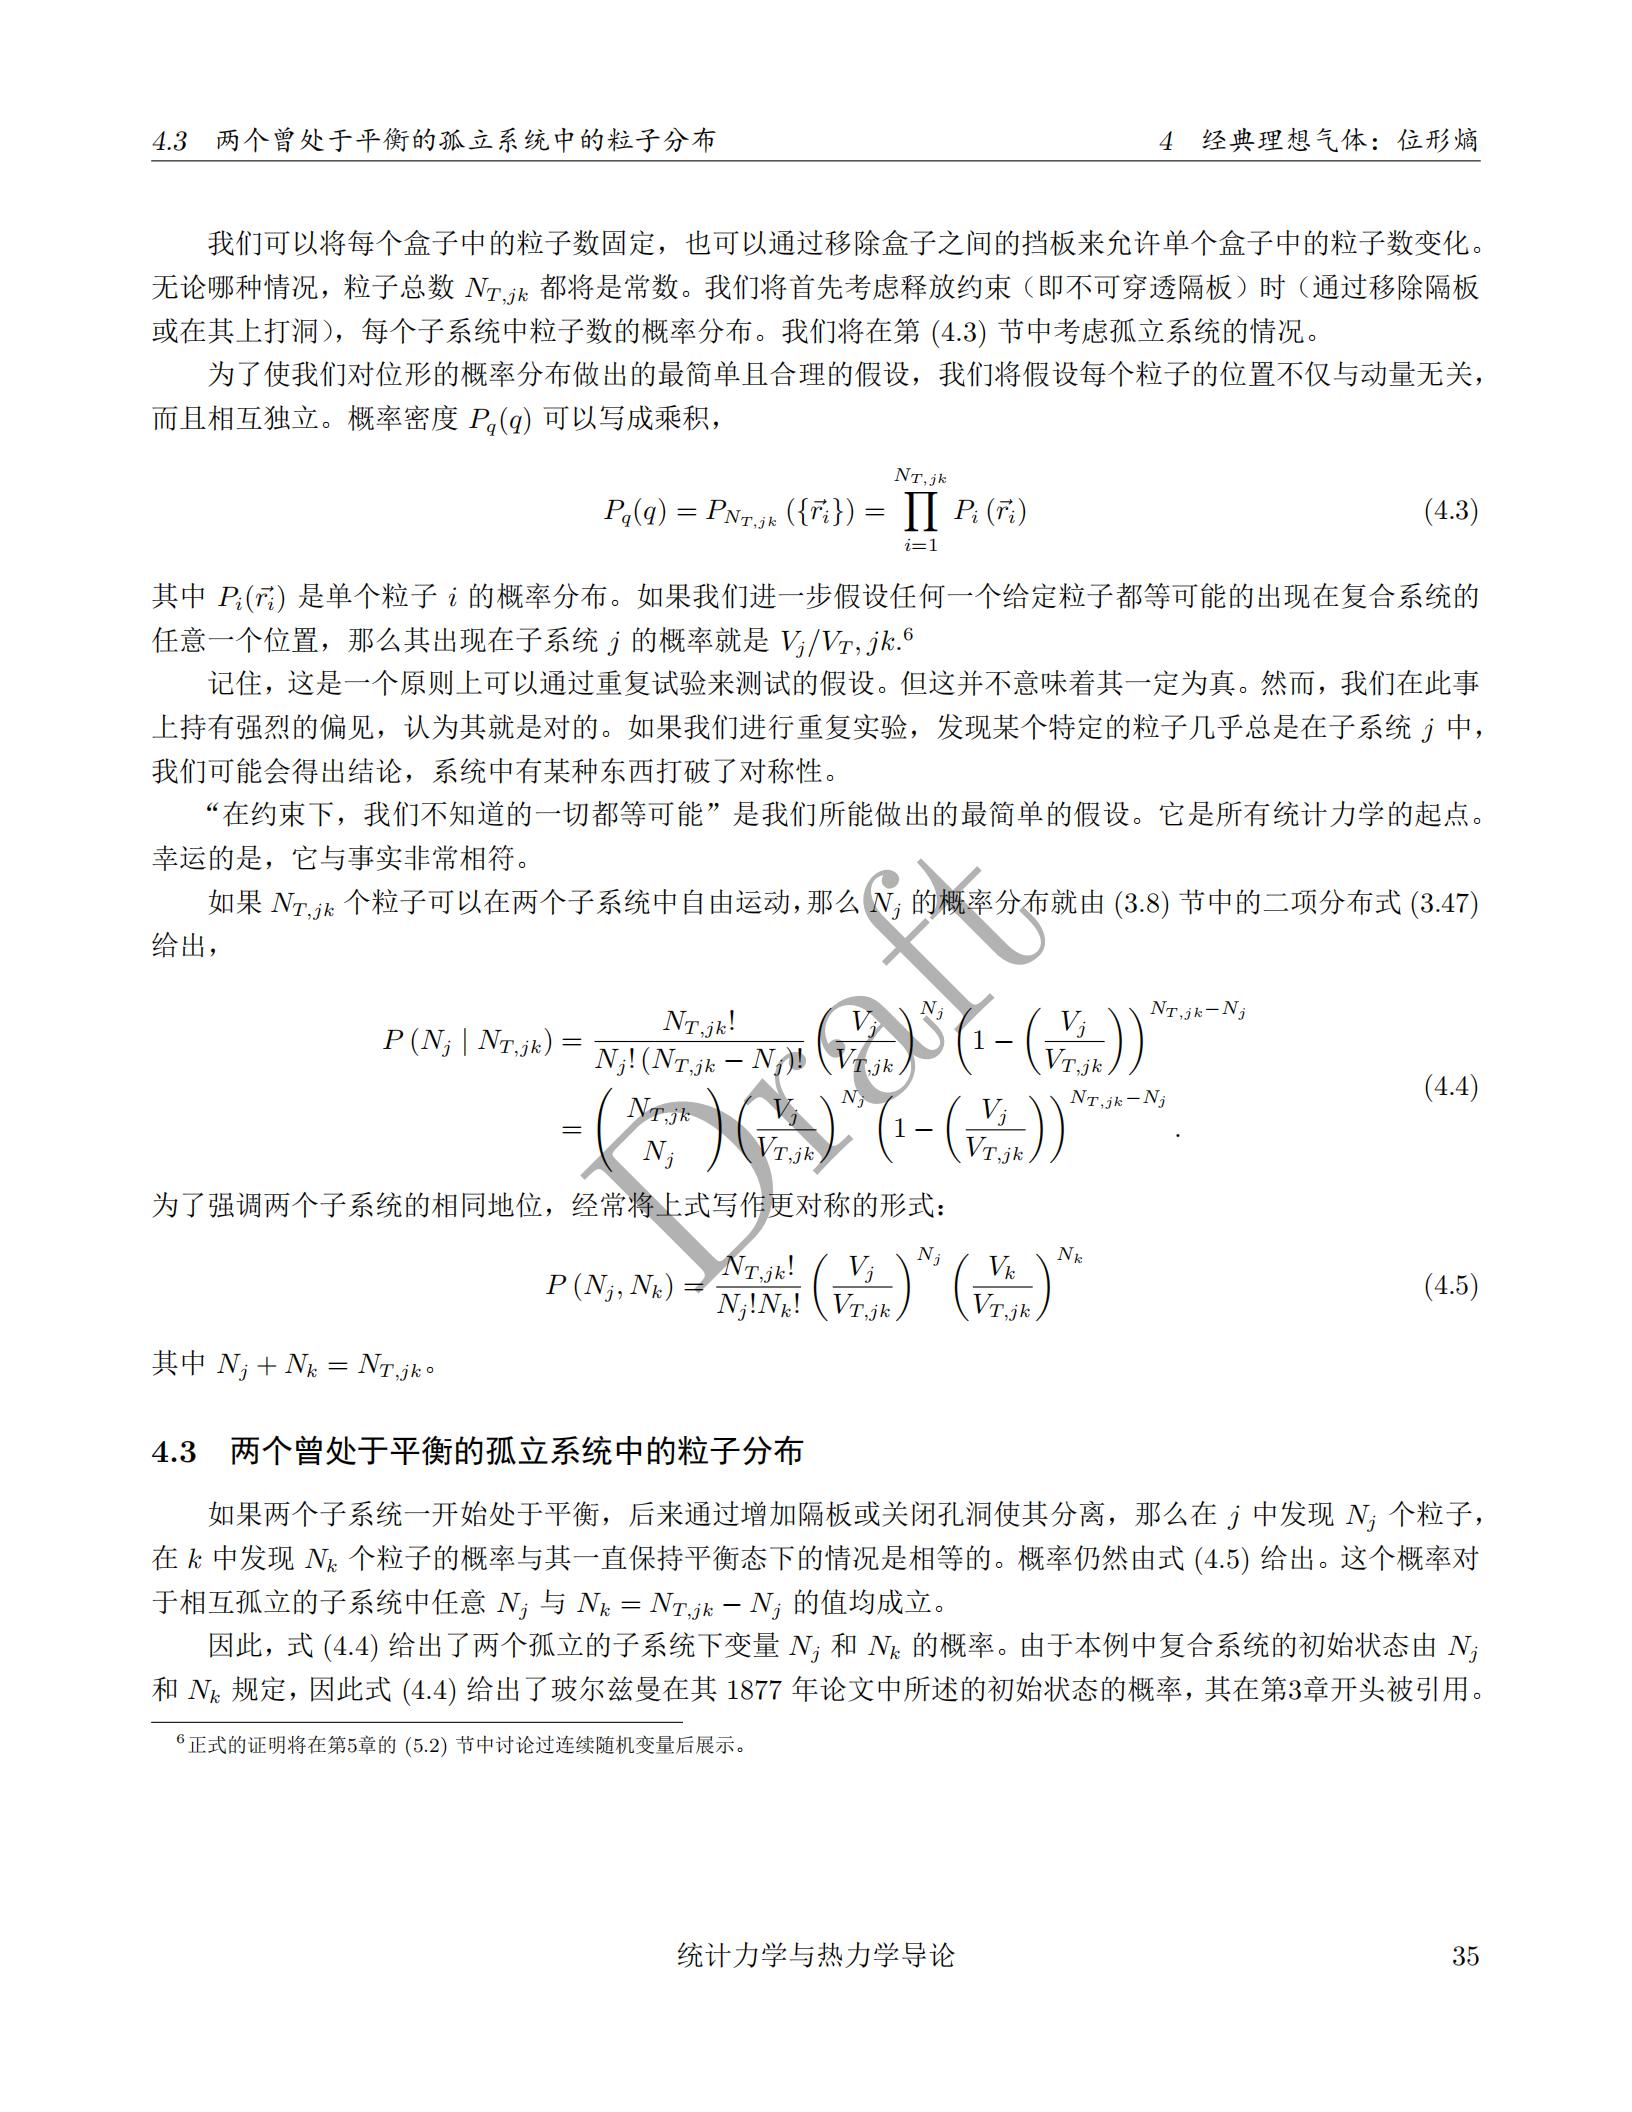 4.3 两个曾处于平衡的孤立系统中的粒子分布 4 经典理想气体：位形熵
我们可以将每个盒子中的粒子数固定，也可以通过移除盒子之间的挡板来允许单个盒子中的粒子数变化。
无论哪种情况，粒子总数 N_{T,jk} 都将是常数。我们将首先考虑释放约束（即不可穿透隔板）时（通过移除隔板
或在其上打洞），每个子系统中粒子数的概率分布。我们将在第 (4.3) 节中考虑孤立系统的情况。
为了使我们对位形的概率分布做出的最简单且合理的假设，我们将假设每个粒子的位置不仅与动量无关，
而且相互独立。概率密度 P_q(q) 可以写成乘积，
P_q(q) = P_{N_{T,jk}} ({\vec{r}_i}) = \prod_{i=1}^{N_{T,jk}} P_i (\vec{r}_i) (4.3)
其中 P_i(\vec{r}_i) 是单个粒子 i 的概率分布。如果我们进一步假设任何一个给定粒子都等可能的出现在复合系统的
任意一个位置，那么其出现在子系统 j 的概率就是 V_j/V_T, jk.^6
记住，这是一个原则上可以通过重复试验来测试的假设。但这并不意味着其一定为真。然而，我们在此事
上持有强烈的偏见，认为其就是对的。如果我们进行重复实验，发现某个特定的粒子几乎总是在子系统 j 中，
我们可能会得出结论，系统中有某种东西打破了对称性。
“在约束下，我们不知道的一切都等可能”是我们所能做出的最简单的假设。它是所有统计力学的起点。
幸运的是，它与事实非常相符。
如果 N_{T,jk} 个粒子可以在两个子系统中自由运动，那么 N_j 的概率分布就由 (3.8) 节中的二项分布式 (3.47)
给出，
P (N_j | N_{T,jk}) = \frac{N_{T,jk}!}{N_j! (N_{T,jk} − N_j)!} \left( \frac{V_j}{V_{T,jk}} \right)^{N_j} \left( 1 − \left( \frac{V_j}{V_{T,jk}} \right) \right)^{N_{T,jk}−N_j}
= \binom{N_{T,jk}}{N_j} \left( \frac{V_j}{V_{T,jk}} \right)^{N_j} \left( 1 − \left( \frac{V_j}{V_{T,jk}} \right) \right)^{N_{T,jk}−N_j} . (4.4)
为了强调两个子系统的相同地位，经常将上式写作更对称的形式：
P (N_j, N_k) = \frac{N_{T,jk}!}{N_j!N_k!} \left( \frac{V_j}{V_{T,jk}} \right)^{N_j} \left( \frac{V_k}{V_{T,jk}} \right)^{N_k} (4.5)
其中 N_j + N_k = N_{T,jk}。
4.3 两个曾处于平衡的孤立系统中的粒子分布
如果两个子系统一开始处于平衡，后来通过增加隔板或关闭孔洞使其分离，那么在 j 中发现 N_j 个粒子，
在 k 中发现 N_k 个粒子的概率与其一直保持平衡态下的情况是相等的。概率仍然由式 (4.5) 给出。这个概率对
于相互孤立的子系统中任意 N_j 与 N_k = N_{T,jk} − N_j 的值均成立。
因此，式 (4.4) 给出了两个孤立的子系统下变量 N_j 和 N_k 的概率。由于本例中复合系统的初始状态由 N_j
和 N_k 规定，因此式 (4.4) 给出了玻尔兹曼在其 1877 年论文中所述的初始状态的概率，其在第3章开头被引用。
^6 正式的证明将在第5章的 (5.2) 节中讨论过连续随机变量后展示。
统计力学与热力学导论 35
Draft